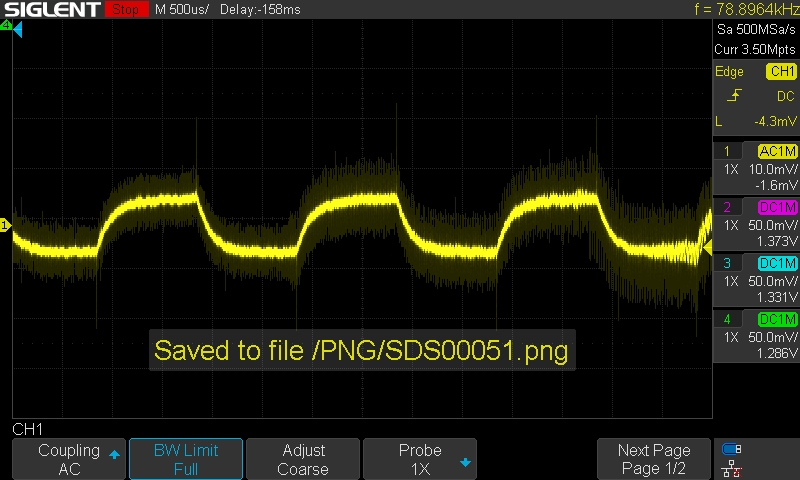 SIGLENT Stop M 500us/ Delay:-158ms f = 78.8964kHz
Sa 500MSa/s
Curr 3.50Mpts
Edge CH1
DC
L -4.3mV
1 AC1M
1X 10.0mV/
-1.6mV
2 DC1M
1X 50.0mV/
1.373V
3 DC1M
1X 50.0mV/
1.331V
4 DC1M
1X 50.0mV/
1.286V
4
1
Saved to file /PNG/SDS00051.png
CH1
Coupling
AC
BW Limit
Full
Adjust
Coarse
Probe
1X
Next Page
Page 1/2